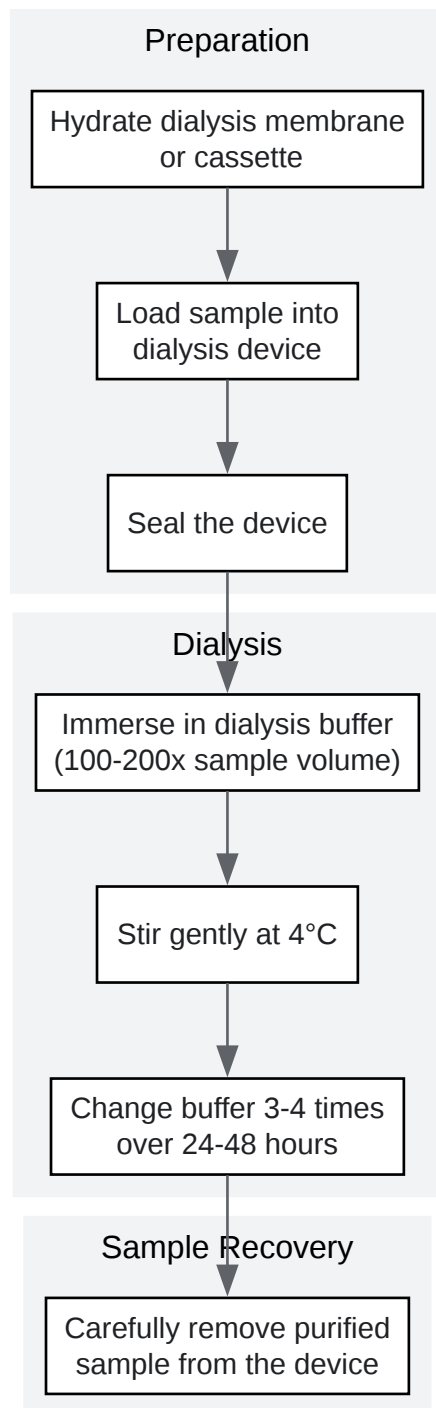 Preparation
Hydrate dialysis membrane
or cassette
Load sample into
dialysis device
Seal the device
Dialysis
Immerse in dialysis buffer
(100-200x sample volume)
Stir gently at 4°C
Change buffer 3-4 times
over 24-48 hours
Sample Recovery
Carefully remove purified
sample from the device